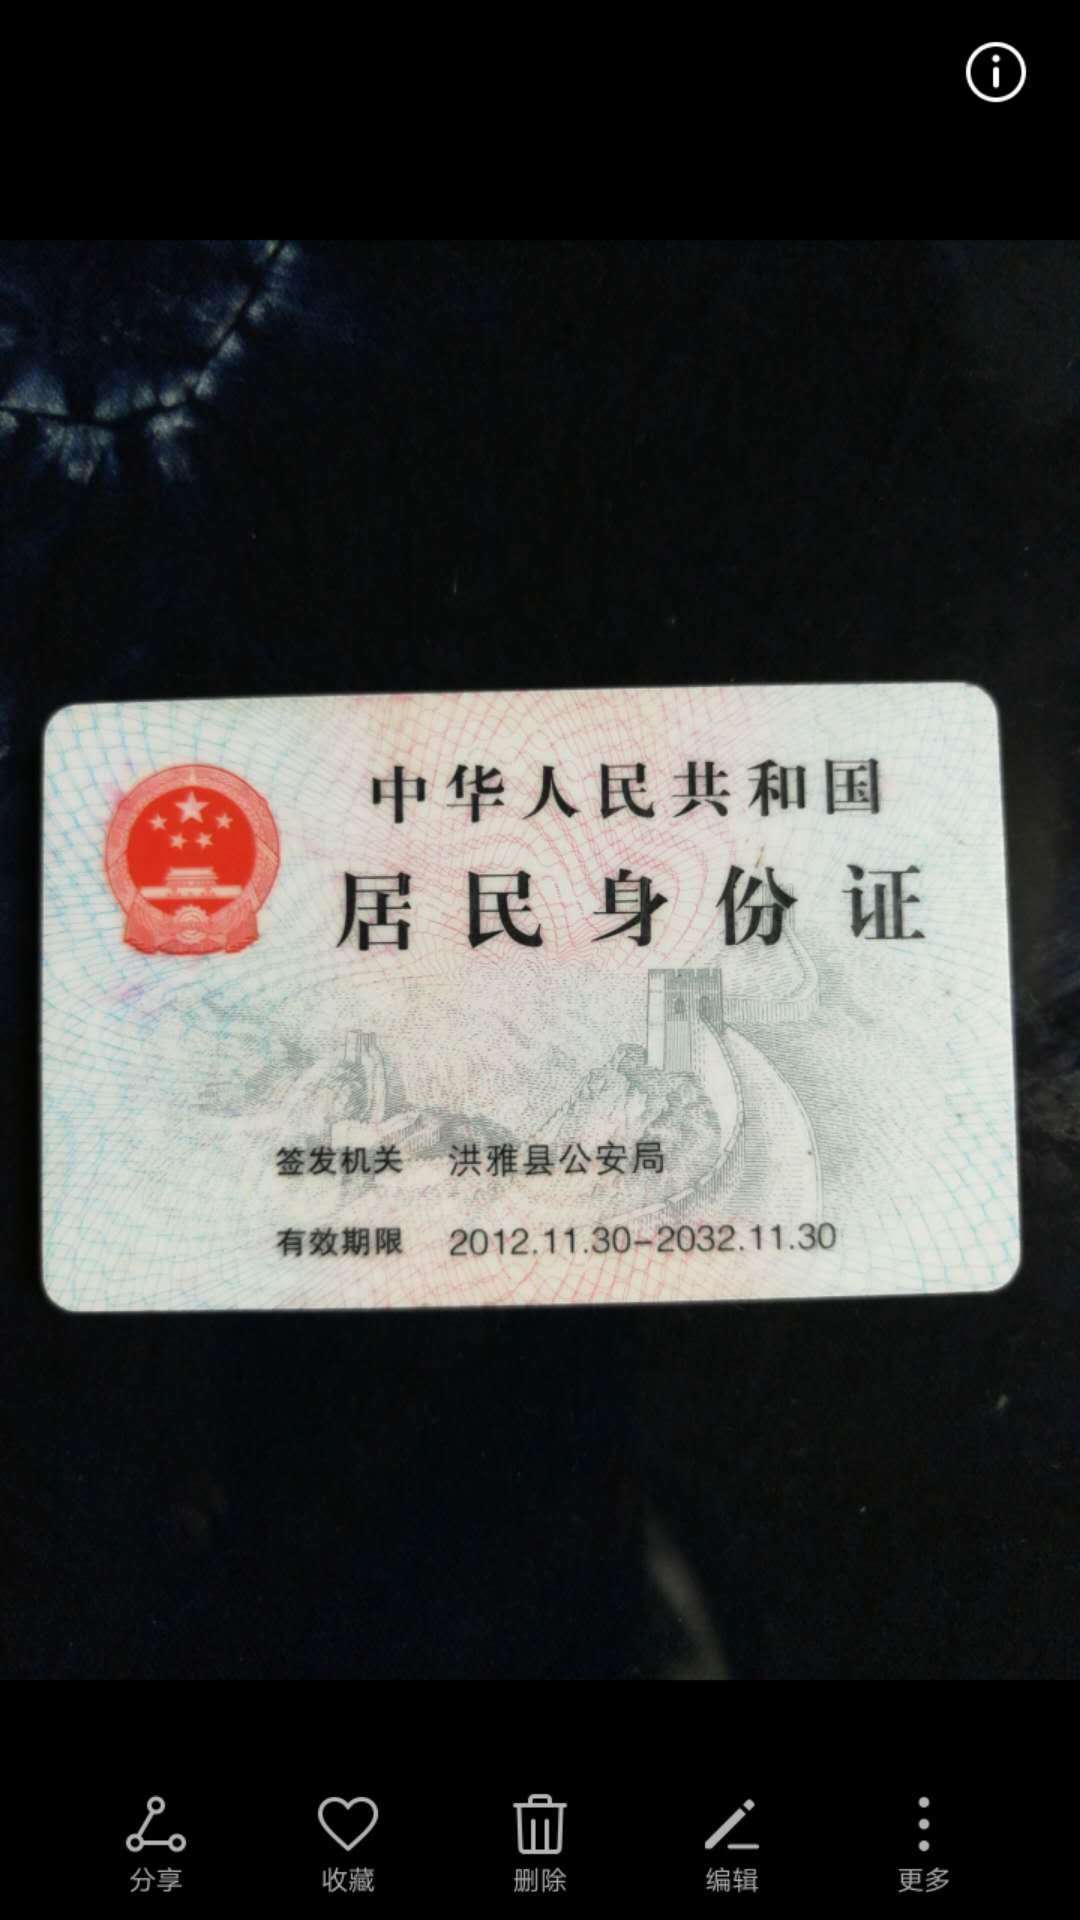 中华人民共和国
居民身份证
签发机关 洪雅县公安局
有效期限 2012.11.30-2032.11.30
分享 收藏 删除 编辑 更多